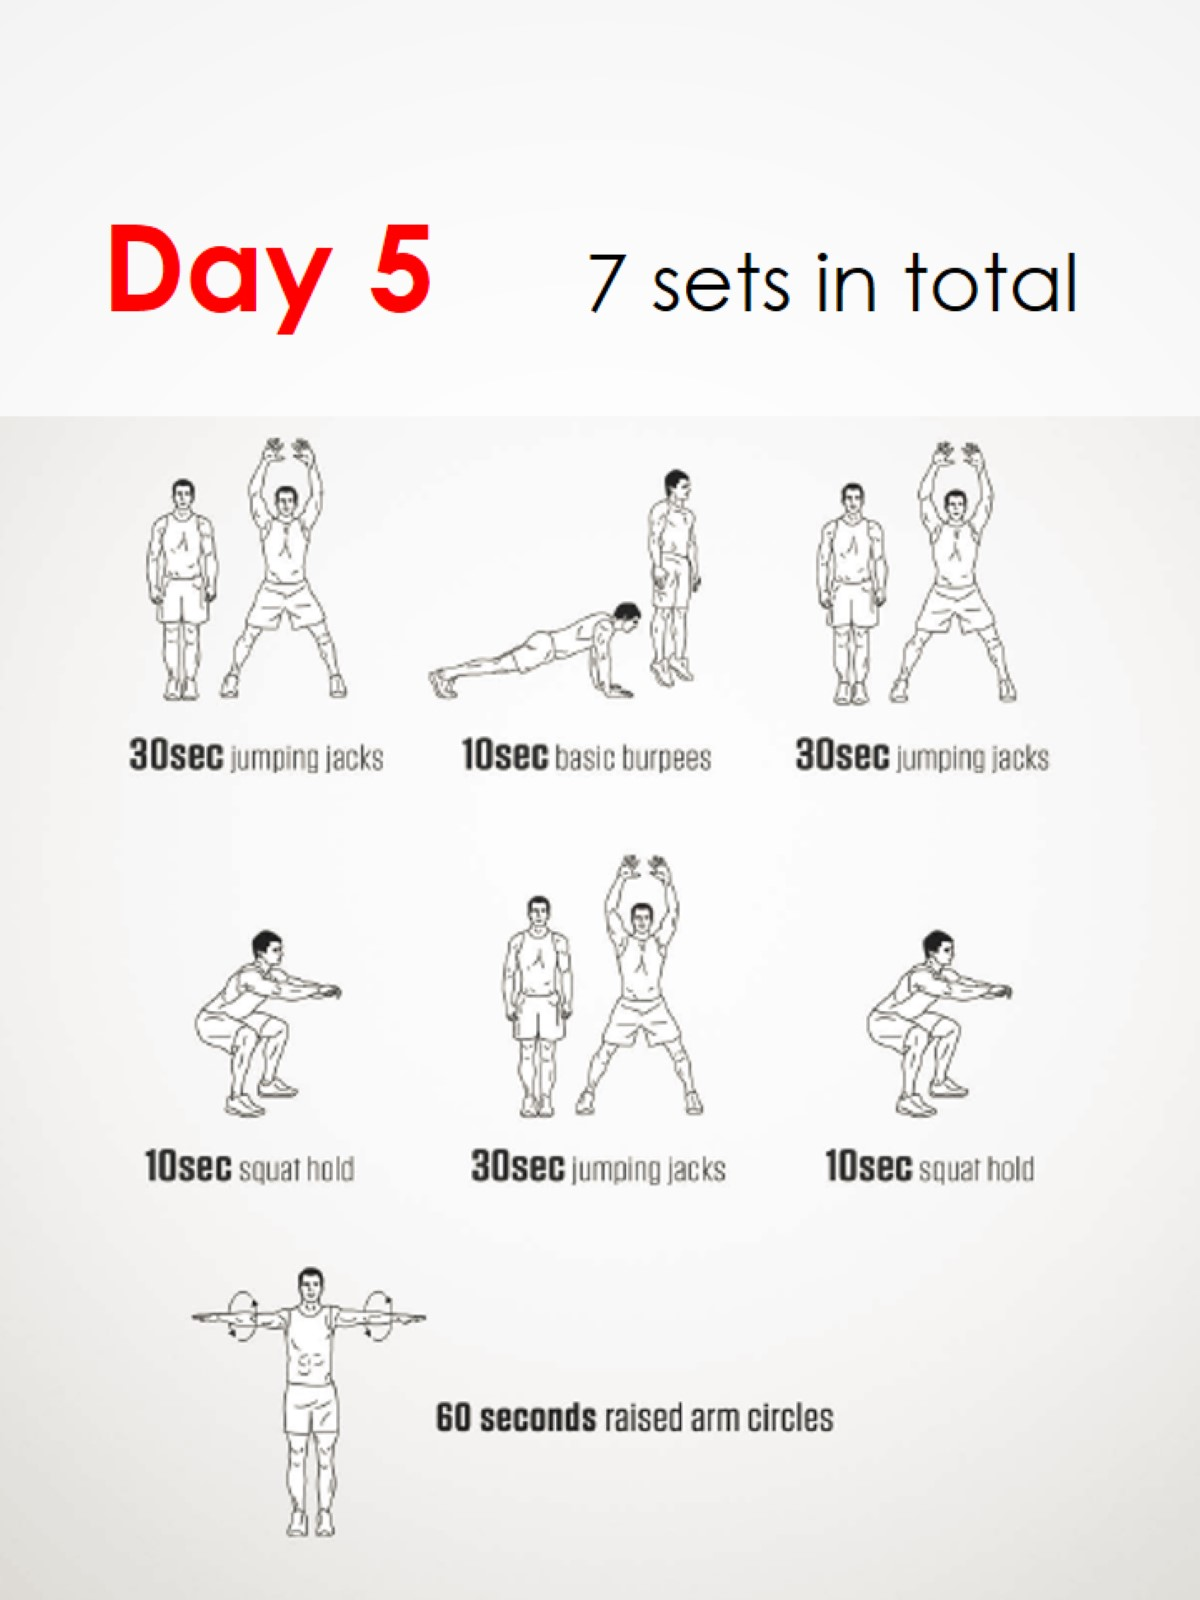 Day 5
7 sets in total
30sec jumping jacks
10sec basic burpees
30sec jumping jacks
10sec squat hold
30sec jumping jacks
10sec squat hold
60 seconds raised arm circles